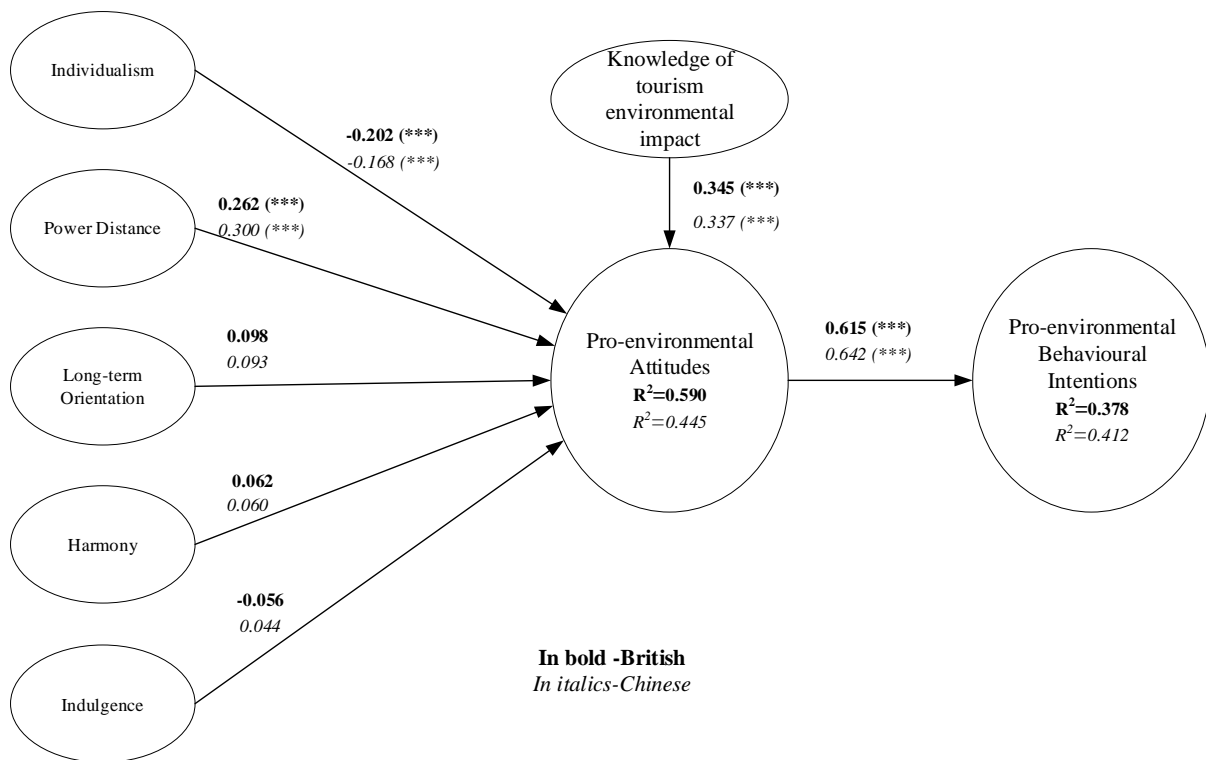 Individualism
Power Distance
Long-term
Orientation
Harmony
Indulgence
-0.202 (***)
-0.168 (***)
0.262 (***)
0.300 (***)
0.098
0.093
0.062
0.060
-0.056
0.044
Knowledge of
tourism
environmental
impact
0.345 (***)
0.337 (***)
Pro-environmental
Attitudes
R²=0.590
R²=0.445
0.615 (***)
0.642 (***)
Pro-environmental
Behavioural
Intentions
R²=0.378
R²=0.412
In bold -British
In italics-Chinese